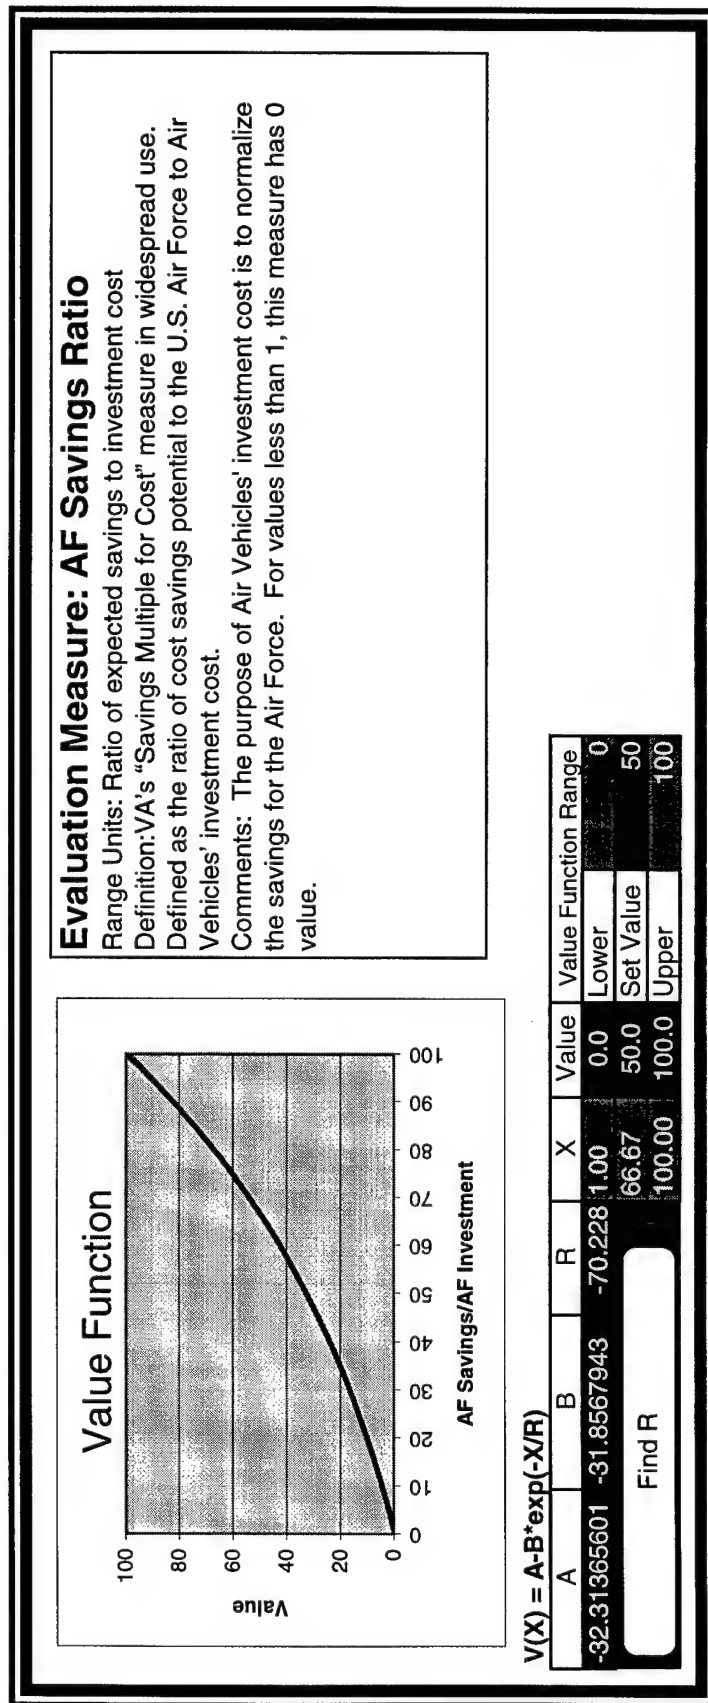 Value Function
Value
100
80
60
40
20
0
0
10
20
30
40
50
60
70
80
90
100
AF Savings/AF Investment
Evaluation Measure: AF Savings Ratio
Range Units: Ratio of expected savings to investment cost
Definition:VA's “Savings Multiple for Cost” measure in widespread use.
Defined as the ratio of cost savings potential to the U.S. Air Force to Air
Vehicles' investment cost.
Comments: The purpose of Air Vehicles' investment cost is to normalize
the savings for the Air Force. For values less than 1, this measure has 0
value.
V(X) = A-B*exp(-X/R)
A B R X Value Value Function Range
-32.31365601 -31.8567943 -70.228 1.00 0.0 Lower 0
Find R 66.67 50.0 Set Value 50
100.00 100.0 Upper 100